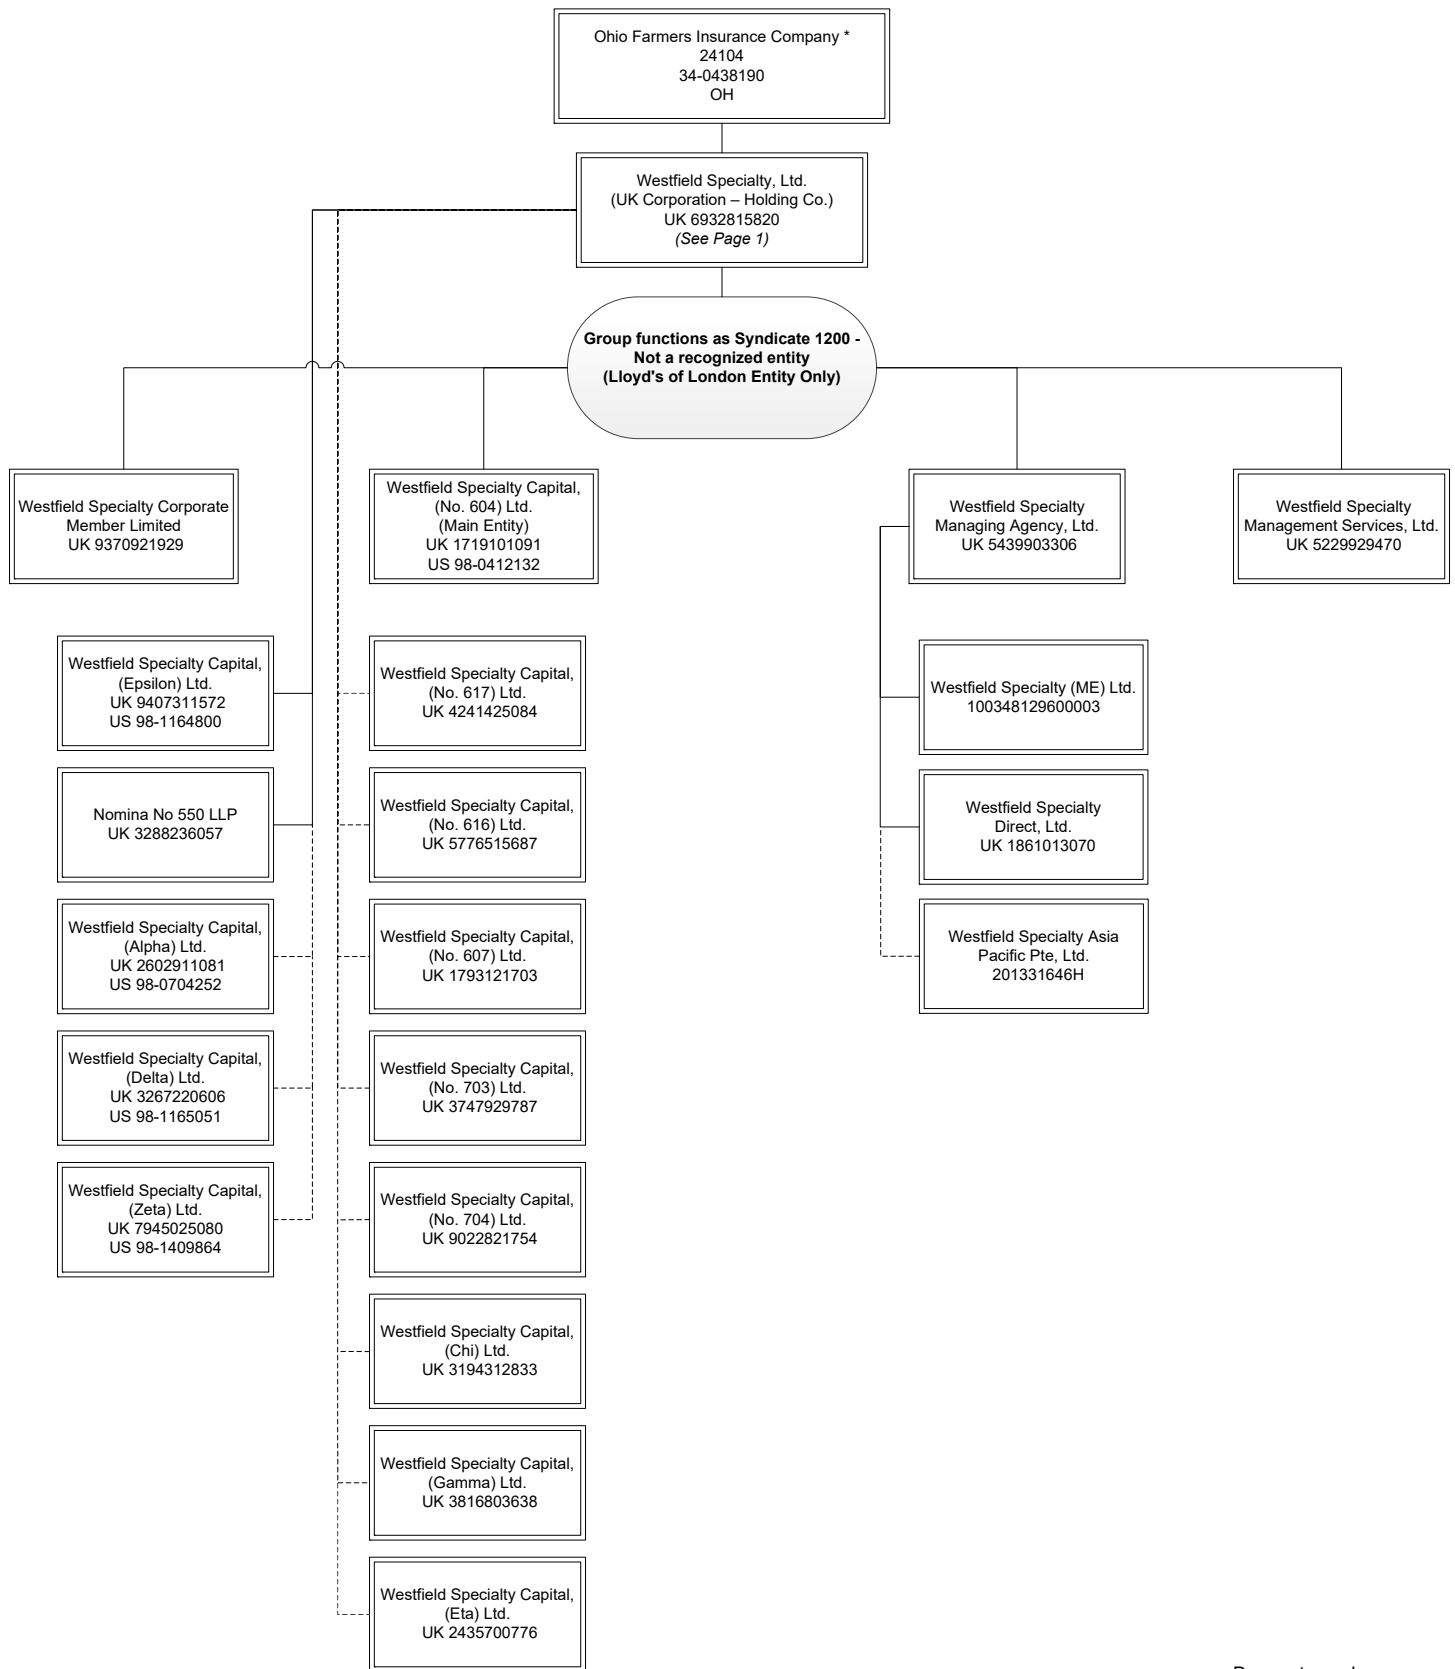 Ohio Farmers Insurance Company *
24104
34-0438190
OH
Westfield Specialty, Ltd.
(UK Corporation – Holding Co.)
UK 6932815820
(See Page 1)
Group functions as Syndicate 1200 -
Not a recognized entity
(Lloyd's of London Entity Only)
Westfield Specialty Corporate
Member Limited
UK 9370921929
Westfield Specialty Capital,
(No. 604) Ltd.
(Main Entity)
UK 1719101091
US 98-0412132
Westfield Specialty
Managing Agency, Ltd.
UK 5439903306
Westfield Specialty
Management Services, Ltd.
UK 5229929470
Westfield Specialty Capital,
(Epsilon) Ltd.
UK 9407311572
US 98-1164800
Westfield Specialty Capital,
(No. 617) Ltd.
UK 4241425084
Westfield Specialty (ME) Ltd.
100348129600003
Nomina No 550 LLP
UK 3288236057
Westfield Specialty Capital,
(No. 616) Ltd.
UK 5776515687
Westfield Specialty
Direct, Ltd.
UK 1861013070
Westfield Specialty Capital,
(Alpha) Ltd.
UK 2602911081
US 98-0704252
Westfield Specialty Capital,
(No. 607) Ltd.
UK 1793121703
Westfield Specialty Asia
Pacific Pte, Ltd.
201331646H
Westfield Specialty Capital,
(Delta) Ltd.
UK 3267220606
US 98-1165051
Westfield Specialty Capital,
(No. 703) Ltd.
UK 3747929787
Westfield Specialty Capital,
(Zeta) Ltd.
UK 7945025080
US 98-1409864
Westfield Specialty Capital,
(No. 704) Ltd.
UK 9022821754
Westfield Specialty Capital,
(Chi) Ltd.
UK 3194312833
Westfield Specialty Capital,
(Gamma) Ltd.
UK 3816803638
Westfield Specialty Capital,
(Eta) Ltd.
UK 2435700776